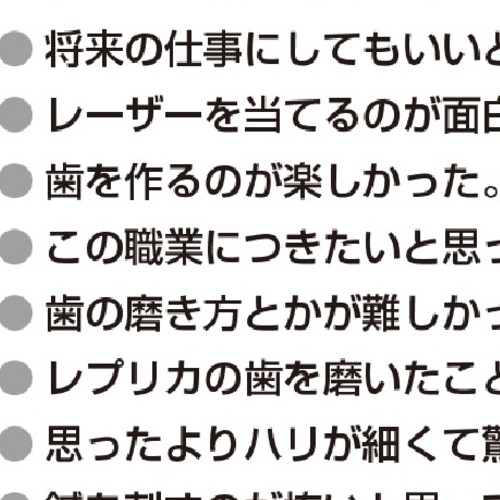 将来の仕事にしてもいいと
レーザーを当てるのが面白
歯を作るのが楽しかった。
この職業につきたいと思っ
歯の磨き方とかが難しかっ
レプリカの歯を磨いたこと
思ったよりハリが細くて驚